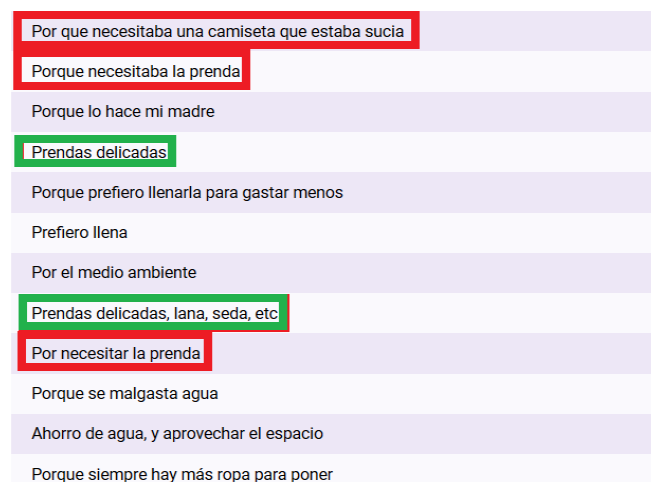 Por que necesitaba una camiseta que estaba sucia
Porque necesitaba la prenda
Porque lo hace mi madre
Prendas delicadas
Porque prefiero llenarla para gastar menos
Prefiero llena
Por el medio ambiente
Prendas delicadas, lana, seda, etc
Por necesitar la prenda
Porque se malgasta agua
Ahorro de agua, y aprovechar el espacio
Porque siempre hay más ropa para poner